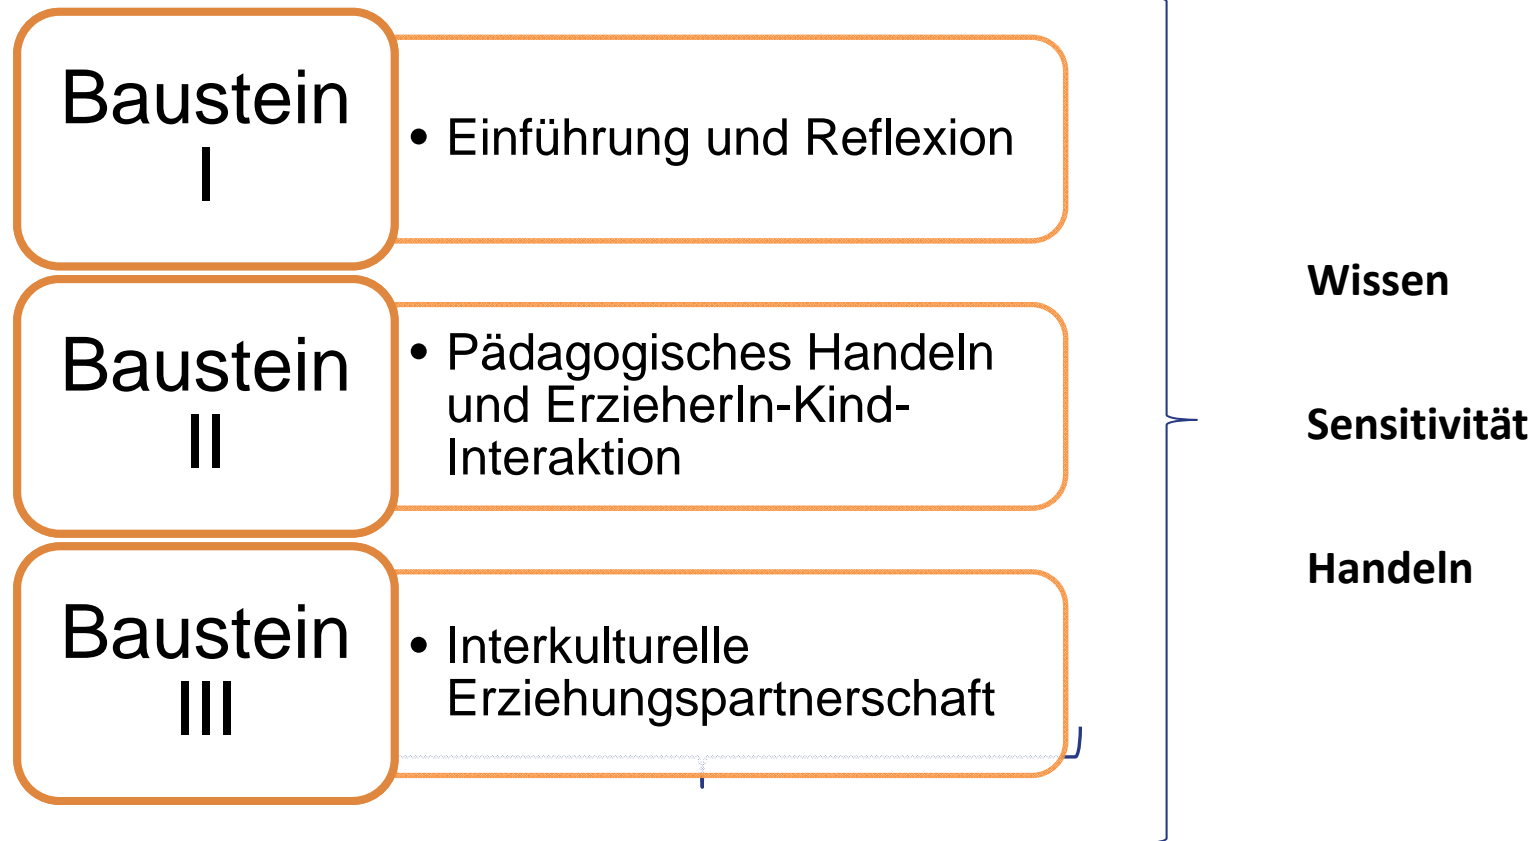 Baustein
I
• Einführung und Reflexion
Baustein
II
• Pädagogisches Handeln
und ErzieherIn-Kind-
Interaktion
Baustein
III
• Interkulturelle
Erziehungspartnerschaft
Wissen
Sensitivität
Handeln